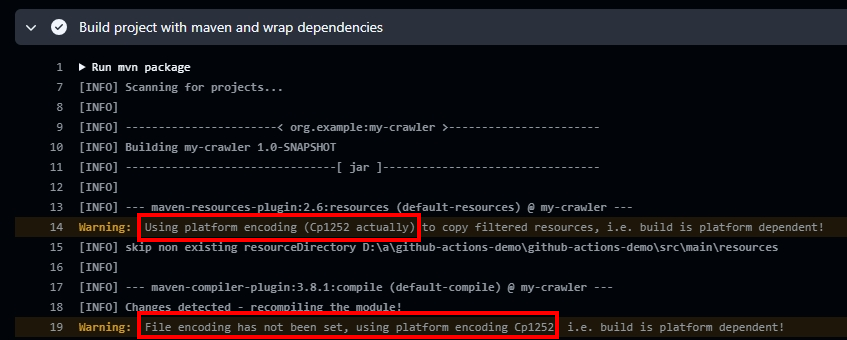 Build project with maven and wrap dependencies
1 ▶ Run mvn package
7 [INFO] Scanning for projects...
8 [INFO]
9 [INFO] -----------------------< org.example:my-crawler >-----------------------
10 [INFO] Building my-crawler 1.0-SNAPSHOT
11 [INFO] --------------------------------[ jar ]---------------------------------
12 [INFO]
13 [INFO] --- maven-resources-plugin:2.6:resources (default-resources) @ my-crawler ---
14 Warning: Using platform encoding (Cp1252 actually) to copy filtered resources, i.e. build is platform dependent!
15 [INFO] skip non existing resourceDirectory D:\a\github-actions-demo\github-actions-demo\src\main\resources
16 [INFO]
17 [INFO] --- maven-compiler-plugin:3.8.1:compile (default-compile) @ my-crawler ---
18 [INFO] Changes detected - recompiling the module!
19 Warning: File encoding has not been set, using platform encoding Cp1252 i.e. build is platform dependent!